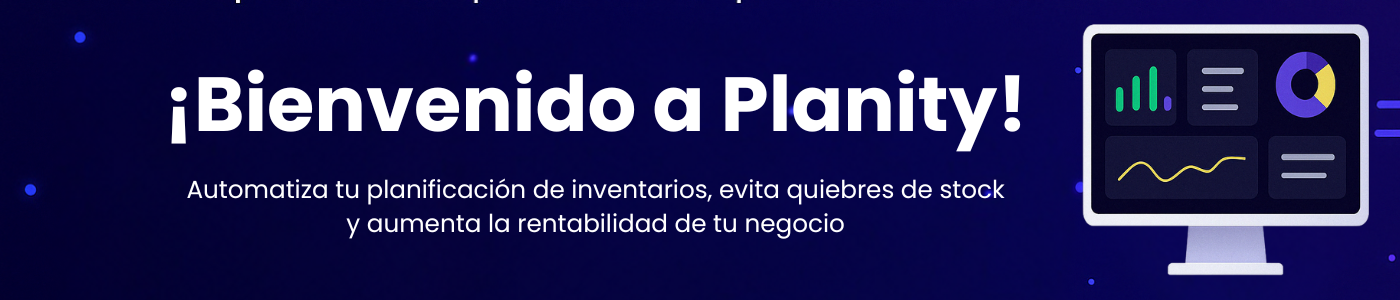 ¡Bienvenido a Planity!
Automatiza tu planificación de inventarios, evita quiebres de stock
y aumenta la rentabilidad de tu negocio